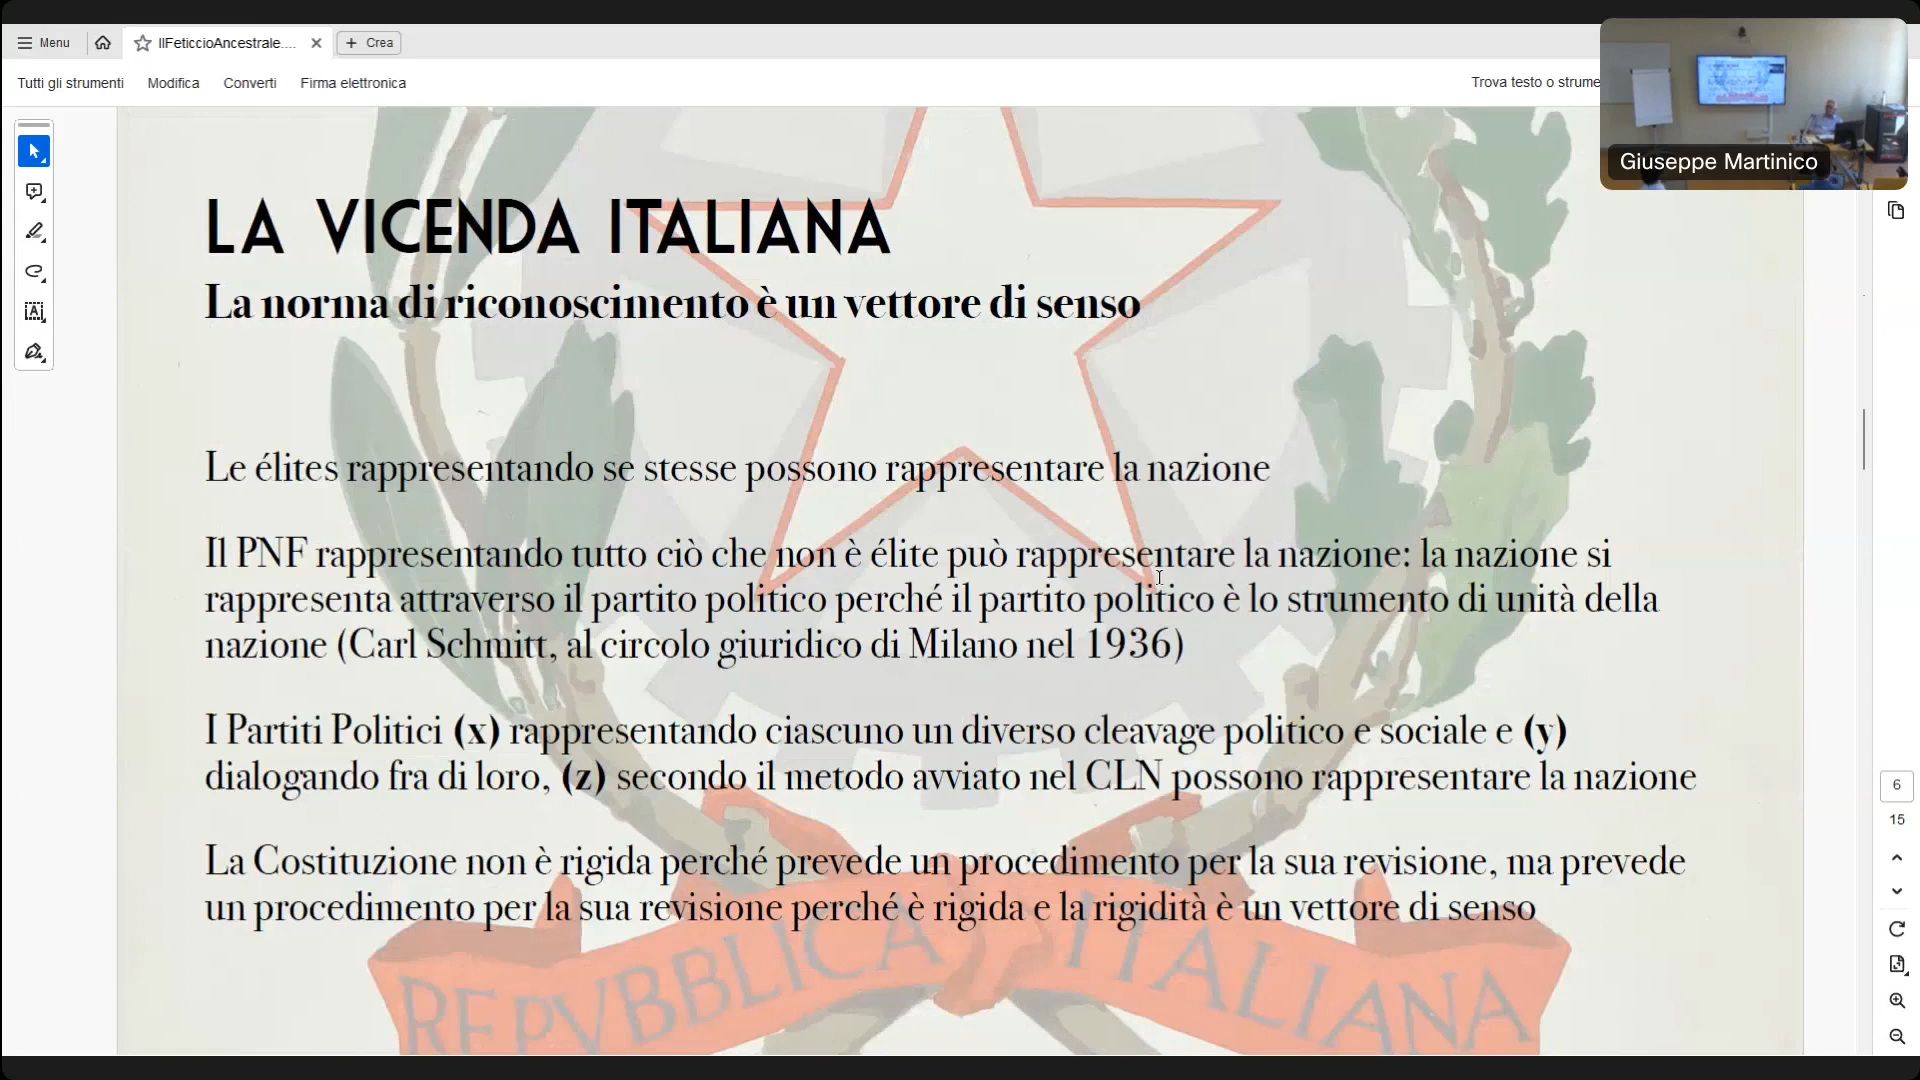 Menu
IlFeticcioAncestrale....
Crea
Tutti gli strumenti
Modifica
Converti
Firma elettronica
Trova testo o strume
Giuseppe Martinico
LA VICENDA ITALIANA
La norma di riconoscimento è un vettore di senso
Le élites rappresentando se stesse possono rappresentare la nazione
Il PNF rappresentando tutto ciò che non è élite può rappresentare la nazione: la nazione si
rappresenta attraverso il partito politico perché il partito politico è lo strumento di unità della
nazione (Carl Schmitt, al circolo giuridico di Milano nel 1936)
I Partiti Politici (x) rappresentando ciascuno un diverso cleavage politico e sociale e (y)
dialogando fra di loro, (z) secondo il metodo avviato nel CLN possono rappresentare la nazione
La Costituzione non è rigida perché prevede un procedimento per la sua revisione, ma prevede
un procedimento per la sua revisione perché è rigida e la rigidità è un vettore di senso
REPVBBLICA ITALIANA
6
15